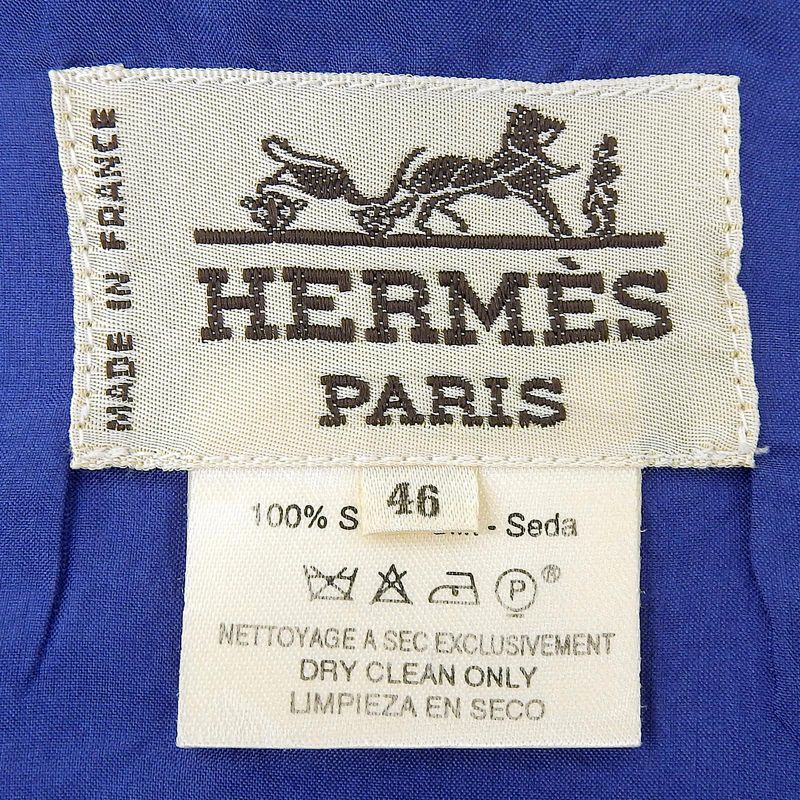 MADE IN FRANCE
HERMÈS
PARIS
46
100% S - Seda
P ®
NETTOYAGE A SEC EXCLUSIVEMENT
DRY CLEAN ONLY
LIMPIEZA EN SECO